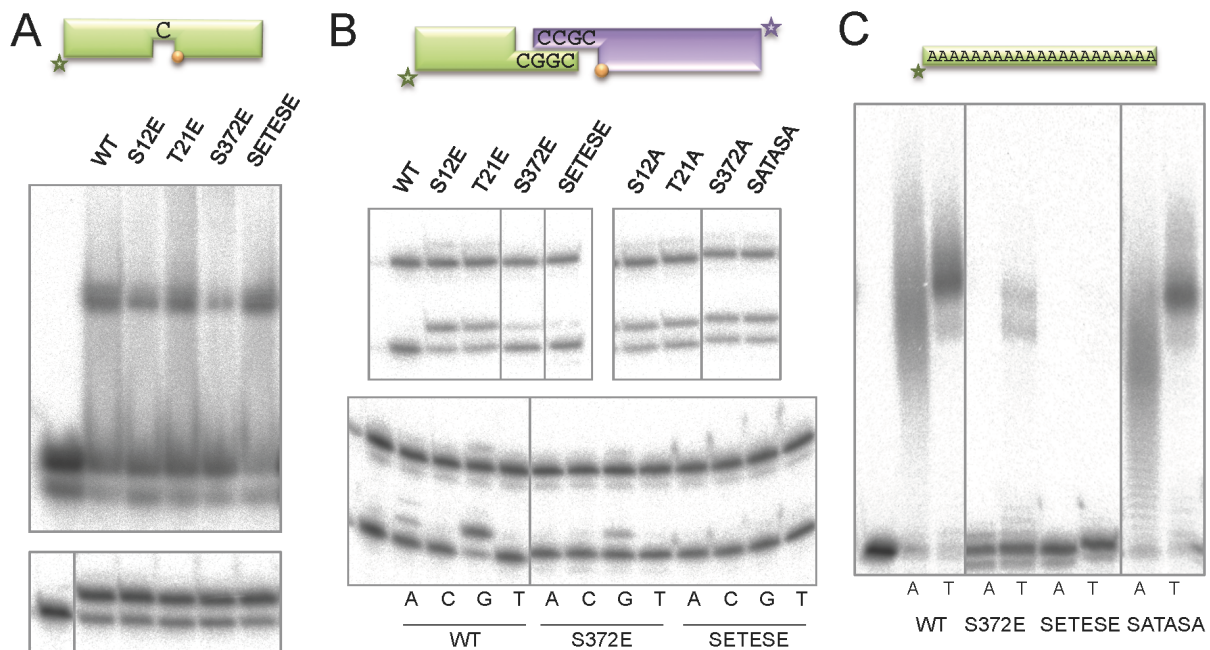 A
C
WT
S12E
T21E
S372E
SETESE
B
CCGC
CGGC
WT
S12E
T21E
S372E
SETESE
S12A
T21A
S372A
SATASA
A C G T A C G T A C G T
WT S372E SETESE
C
AAAAAAAAAAAAAAAAAAAAA
A T A T A T A T
WT S372E SETESE SATASA